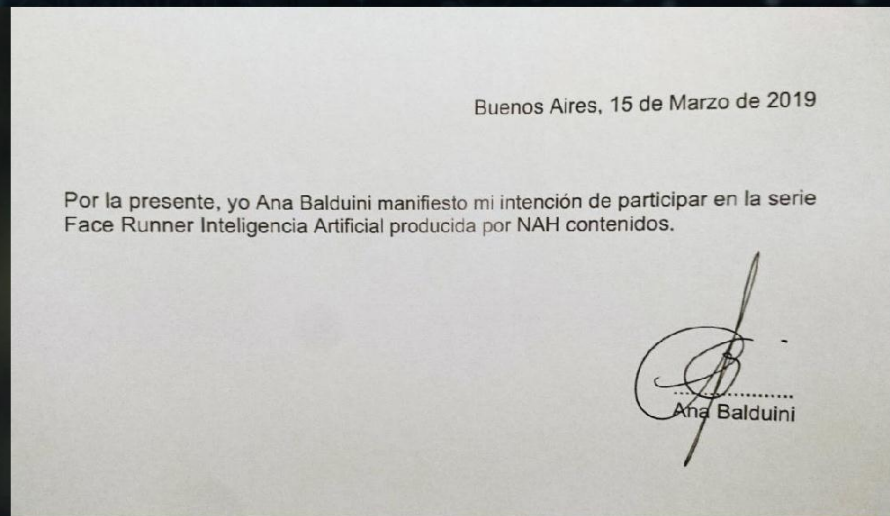 Buenos Aires, 15 de Marzo de 2019
Por la presente, yo Ana Balduini manifiesto mi intención de participar en la serie
Face Runner Inteligencia Artificial producida por NAH contenidos.
Ana Balduini